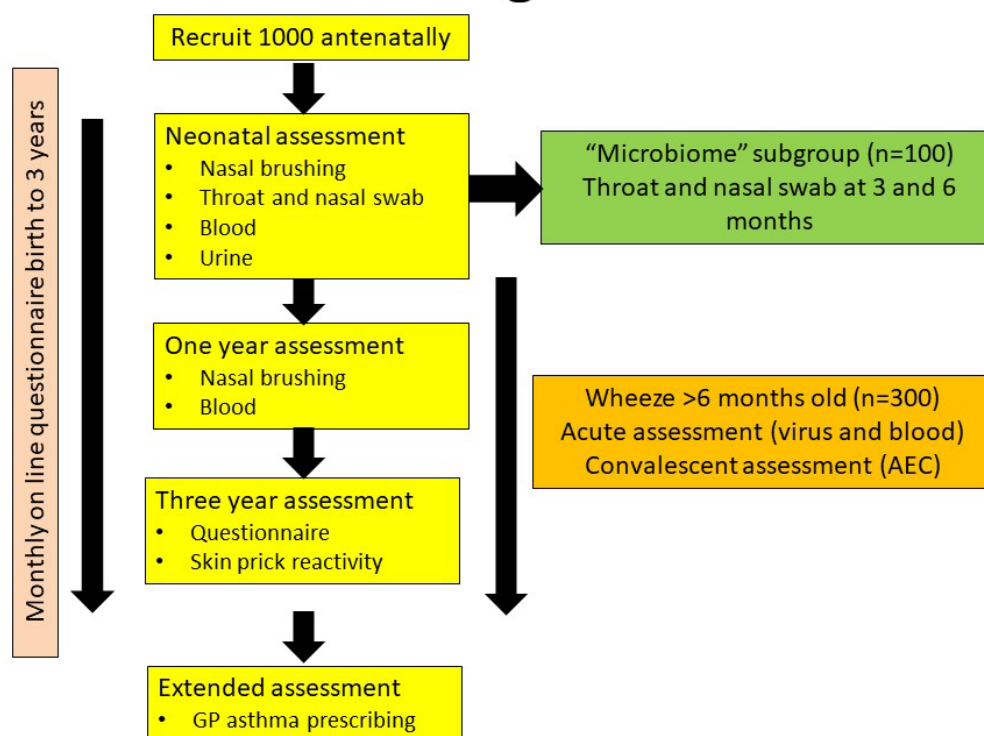 Recruit 1000 antenatally
Monthly on line questionnaire birth to 3 years
Neonatal assessment
• Nasal brushing
• Throat and nasal swab
• Blood
• Urine
"Microbiome" subgroup (n=100)
Throat and nasal swab at 3 and 6
months
One year assessment
• Nasal brushing
• Blood
Wheeze >6 months old (n=300)
Acute assessment (virus and blood)
Convalescent assessment (AEC)
Three year assessment
• Questionnaire
• Skin prick reactivity
Extended assessment
• GP asthma prescribing